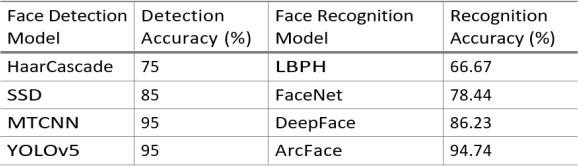 Face Detection Model | Detection Accuracy (%) | Face Recognition Model | Recognition Accuracy (%)
HaarCascade | 75 | LBPH | 66.67
SSD | 85 | FaceNet | 78.44
MTCNN | 95 | DeepFace | 86.23
YOLOv5 | 95 | ArcFace | 94.74